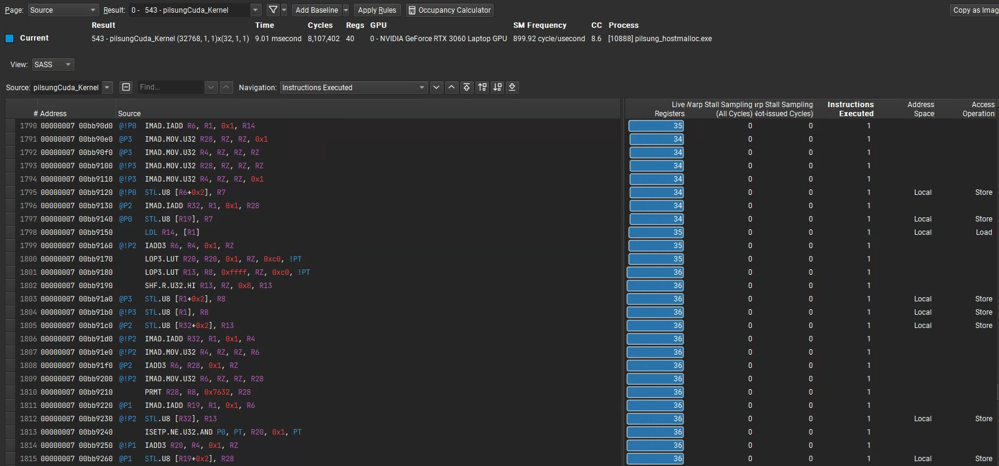 Page: Source Result: 0 - 543 - pilsungCuda_Kernel Add Baseline Apply Rules Occupancy Calculator Copy as Imag
Result Time Cycles Regs GPU SM Frequency CC Process
Current 543 - pilsungCuda_Kernel (32768, 1, 1)x(32, 1, 1) 9.01 msecond 8,107,402 40 0 - NVIDIA GeForce RTX 3060 Laptop GPU 899.92 cycle/usecond 8.6 [10888] pilsung_hostmalloc.exe
View: SASS
Source: pilsungCuda_Kernel Find... Navigation: Instructions Executed
Live Warp Stall Sampling arp Stall Sampling Instructions Address Access
# Address Source Registers (All Cycles) Not-issued Cycles) Executed Space Operation
1790 00000007 00bb90d0 @!P0 IMAD.IADD R6, R1, 0x1, R14 35 0 0 1
1791 00000007 00bb90e0 @P3 IMAD.MOV.U32 R28, RZ, RZ, 0x1 34 0 0 1
1792 00000007 00bb90f0 @P3 IMAD.MOV.U32 R4, RZ, RZ, RZ 34 0 0 1
1793 00000007 00bb9100 @!P3 IMAD.MOV.U32 R28, RZ, RZ, RZ 34 0 0 1
1794 00000007 00bb9110 @!P3 IMAD.MOV.U32 R4, RZ, RZ, 0x1 34 0 0 1
1795 00000007 00bb9120 @!P0 STL.U8 [R6+0x2], R7 34 0 0 1 Local Store
1796 00000007 00bb9130 @P2 IMAD.IADD R32, R1, 0x1, R28 34 0 0 1
1797 00000007 00bb9140 @P0 STL.U8 [R19], R7 34 0 0 1 Local Store
1798 00000007 00bb9150 LDL R14, [R1] 35 0 0 1 Local Load
1799 00000007 00bb9160 @!P2 IADD3 R6, R4, 0x1, RZ 35 0 0 1
1800 00000007 00bb9170 LOP3.LUT R20, R20, 0x1, RZ, 0xc0, !PT 35 0 0 1
1801 00000007 00bb9180 LOP3.LUT R13, R8, 0xffff, RZ, 0xc0, !PT 36 0 0 1
1802 00000007 00bb9190 SHF.R.U32.HI R13, RZ, 0x8, R13 36 0 0 1
1803 00000007 00bb91a0 @P3 STL.U8 [R1+0x2], R8 36 0 0 1 Local Store
1804 00000007 00bb91b0 @!P3 STL.U8 [R1], R8 36 0 0 1 Local Store
1805 00000007 00bb91c0 @P2 STL.U8 [R32+0x2], R13 36 0 0 1 Local Store
1806 00000007 00bb91d0 @!P2 IMAD.IADD R32, R1, 0x1, R4 36 0 0 1
1807 00000007 00bb91e0 @!P2 IMAD.MOV.U32 R4, RZ, RZ, R6 36 0 0 1
1808 00000007 00bb91f0 @P2 IADD3 R6, R28, 0x1, RZ 36 0 0 1
1809 00000007 00bb9200 @!P2 IMAD.MOV.U32 R6, RZ, RZ, R28 36 0 0 1
1810 00000007 00bb9210 PRMT R28, R8, 0x7632, R28 36 0 0 1
1811 00000007 00bb9220 @P1 IMAD.IADD R19, R1, 0x1, R6 36 0 0 1
1812 00000007 00bb9230 @!P2 STL.U8 [R32], R13 36 0 0 1 Local Store
1813 00000007 00bb9240 ISETP.NE.U32.AND P0, PT, R20, 0x1, PT 36 0 0 1
1814 00000007 00bb9250 @!P1 IADD3 R20, R4, 0x1, RZ 36 0 0 1
1815 00000007 00bb9260 @P1 STL.U8 [R19+0x2], R28 36 0 0 1 Local Store